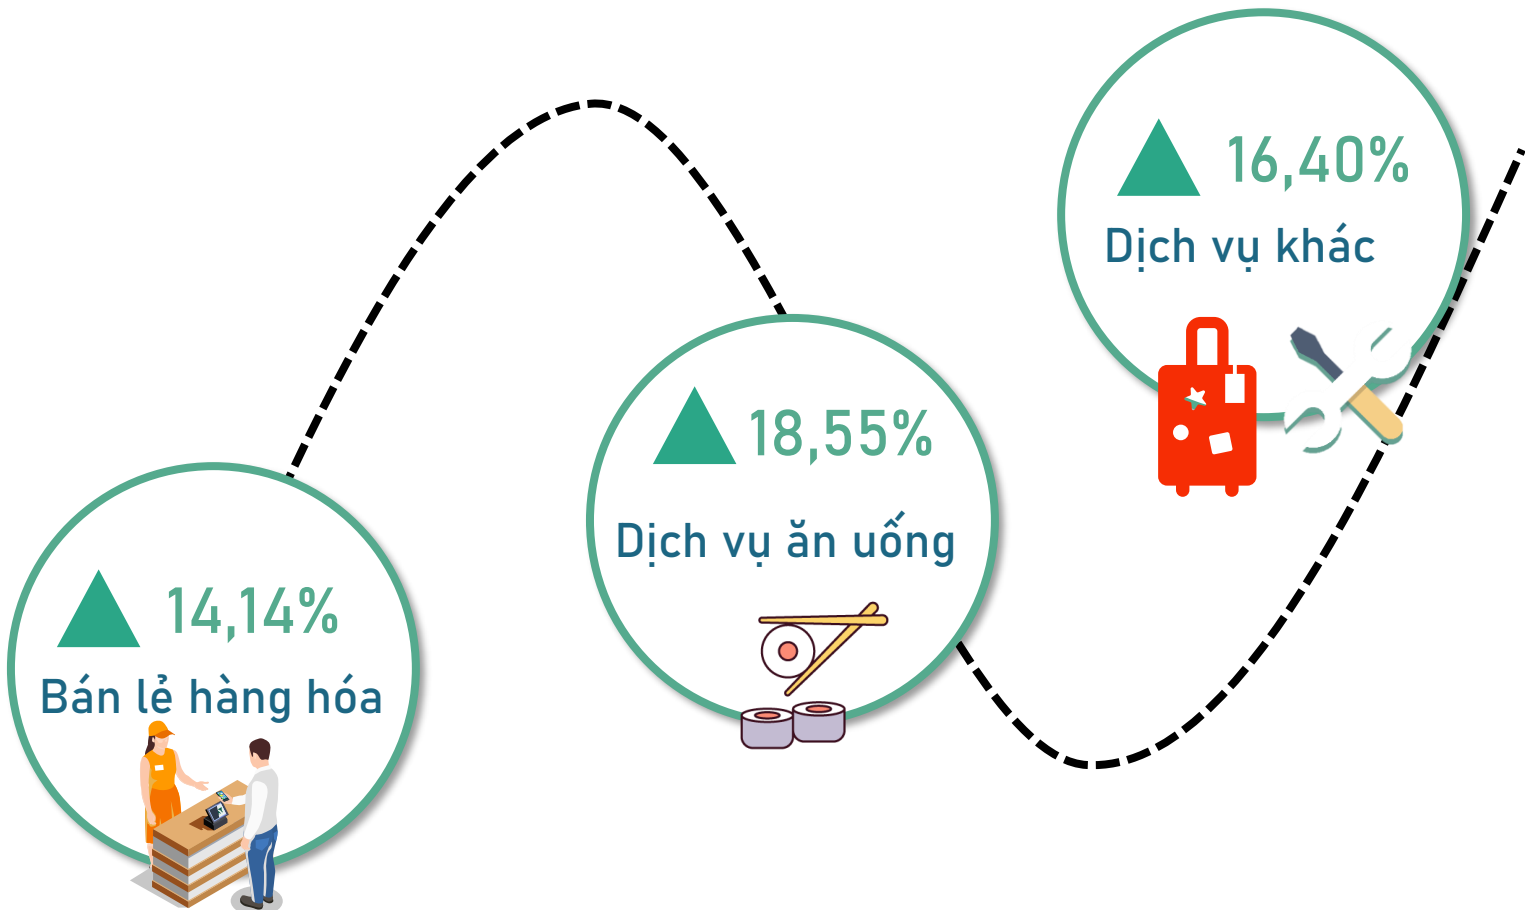 14,14%
Bán lẻ hàng hóa
18,55%
Dịch vụ ăn uống
16,40%
Dịch vụ khác